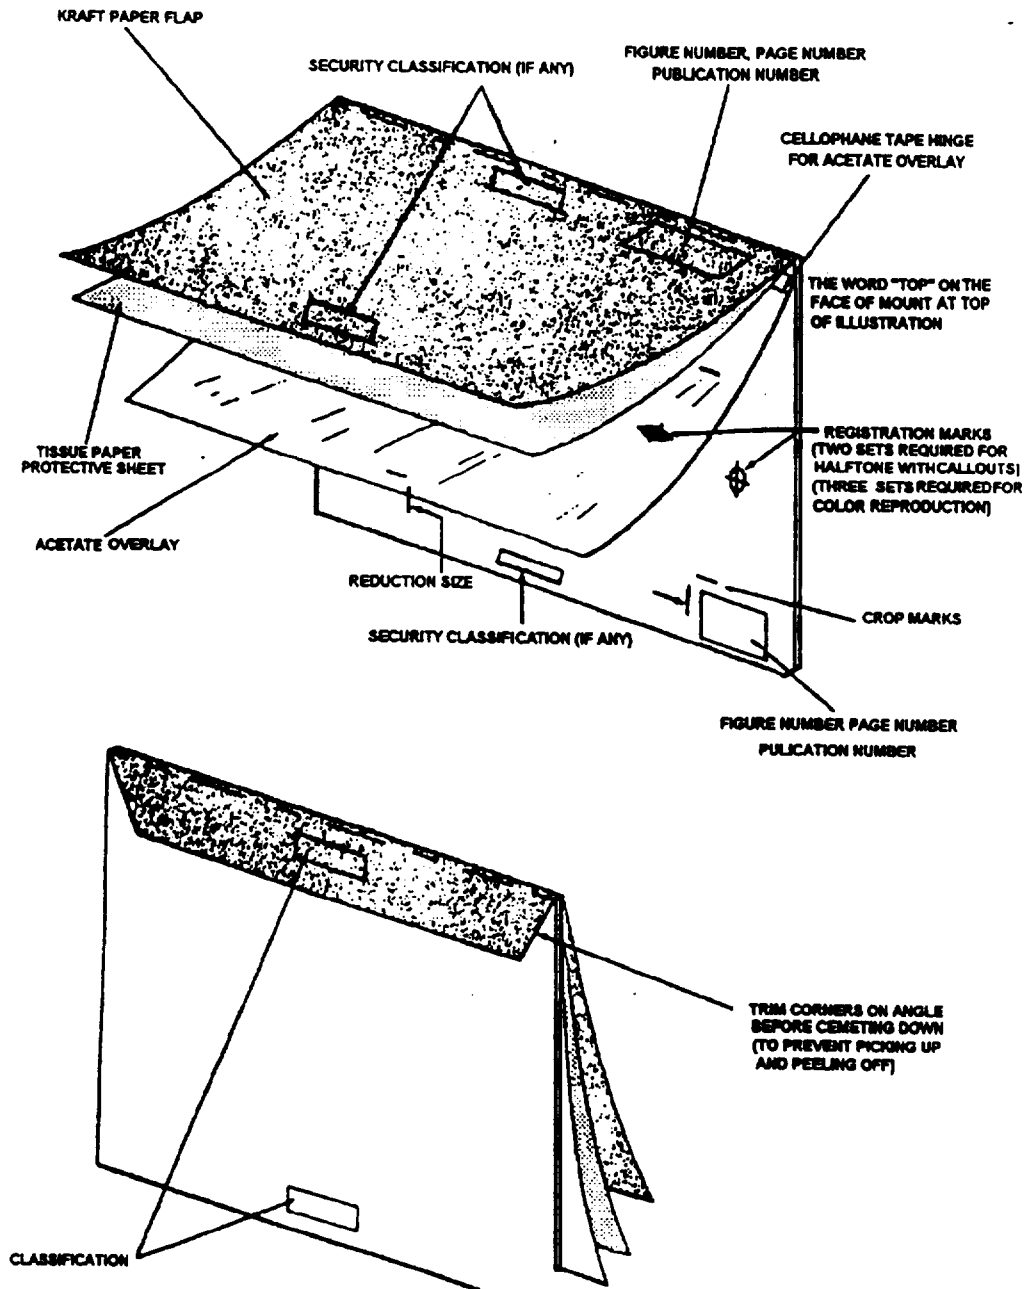 KRAFT PAPER FLAP
SECURITY CLASSIFICATION (IF ANY)
FIGURE NUMBER, PAGE NUMBER
PUBLICATION NUMBER
CELLOPHANE TAPE HINGE
FOR ACETATE OVERLAY
THE WORD "TOP" ON THE
FACE OF MOUNT AT TOP
OF ILLUSTRATION
REGISTRATION MARKS
(TWO SETS REQUIRED FOR
HALFTONE WITH CALLOUTS)
(THREE SETS REQUIRED FOR
COLOR REPRODUCTION)
TISSUE PAPER
PROTECTIVE SHEET
ACETATE OVERLAY
REDUCTION SIZE
SECURITY CLASSIFICATION (IF ANY)
CROP MARKS
FIGURE NUMBER PAGE NUMBER
PULICATION NUMBER
TRIM CORNERS ON ANGLE
BEFORE CEMETING DOWN
(TO PREVENT PICKING UP
AND PEELING OFF)
CLASSIFICATION